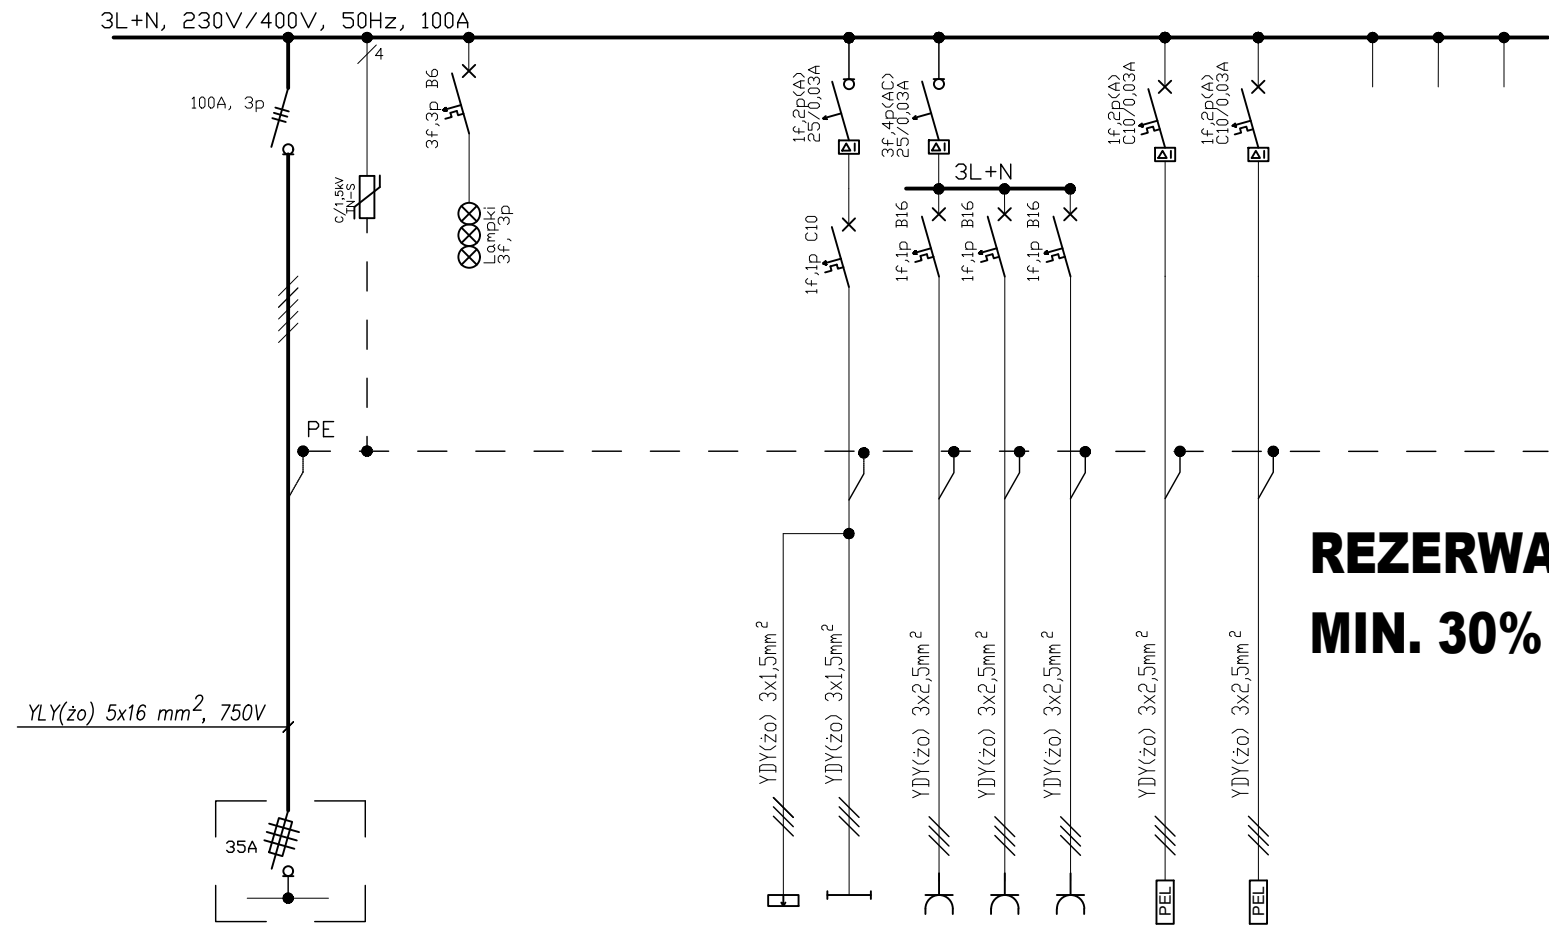 3L+N, 230V/400V, 50Hz, 100A
4
100A, 3p
3f,3p B6
C/1,5kV
TN-S
Lampki
3f, 3p
1f,2p(A)
25/0,03A
3f,4p(AC)
25/0,03A
1f,2p(A)
C10/0,03A
1f,2p(A)
C10/0,03A
ΔI
ΔI
ΔI
ΔI
3L+N
1f,1p C10
1f,1p B16
1f,1p B16
1f,1p B16
PE
REZERWA
MIN. 30%
YDY(żo) 3x1,5mm²
YDY(żo) 3x1,5mm²
YDY(żo) 3x2,5mm²
YDY(żo) 3x2,5mm²
YDY(żo) 3x2,5mm²
YDY(żo) 3x2,5mm²
YDY(żo) 3x2,5mm²
YLY(żo) 5x16 mm², 750V
35A
PEL
PEL